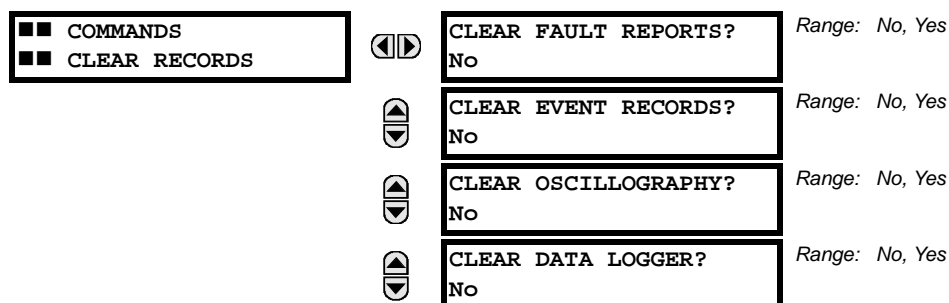 ■■ COMMANDS
■■ CLEAR RECORDS
CLEAR FAULT REPORTS?
No
Range: No, Yes
CLEAR EVENT RECORDS?
No
Range: No, Yes
CLEAR OSCILLOGRAPHY?
No
Range: No, Yes
CLEAR DATA LOGGER?
No
Range: No, Yes